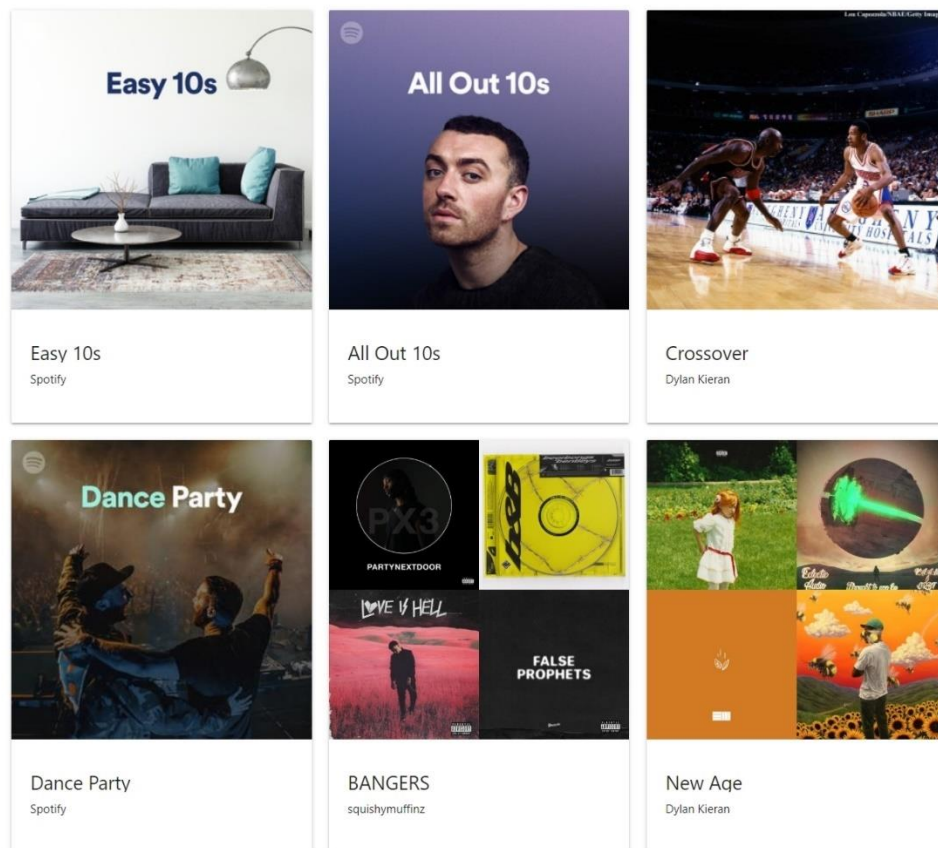 Easy 10s
All Out 10s
Easy 10s
Spotify
All Out 10s
Spotify
Crossover
Dylan Kieran
Dance Party
PX3
PARTYNEXTDOOR
LOVE IS HELL
FALSE
PROPHETS
Dance Party
Spotify
BANGERS
squishymuffinz
New Age
Dylan Kieran